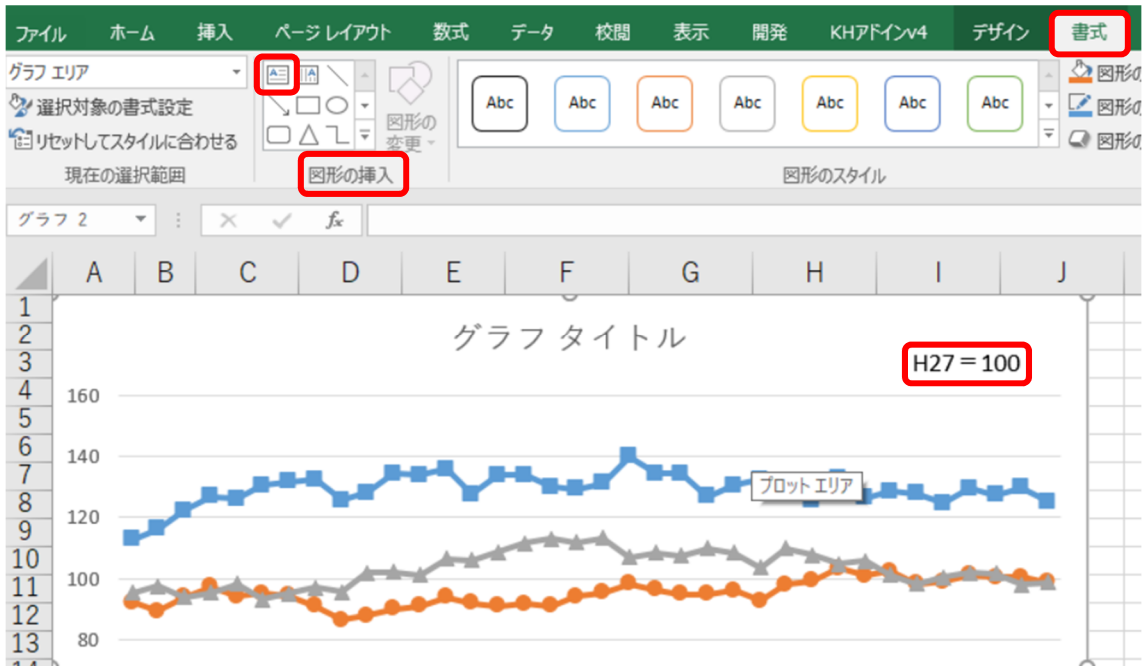 ファイル ホーム 挿入 ページ レイアウト 数式 データ 校閲 表示 開発 KHアドインv4 デザイン 書式
グラフ エリア
選択対象の書式設定
リセットしてスタイルに合わせる
現在の選択範囲
図形の
変更
図形の挿入
Abc Abc Abc Abc Abc Abc Abc
図形のスタイル
図形の
図形の
図形の
グラフ 2
fx
A B C D E F G H I J
1
2
3
4
5
6
7
8
9
10
11
12
13
14
グラフ タイトル
H27＝100
160
140
120
100
80
プロット エリア